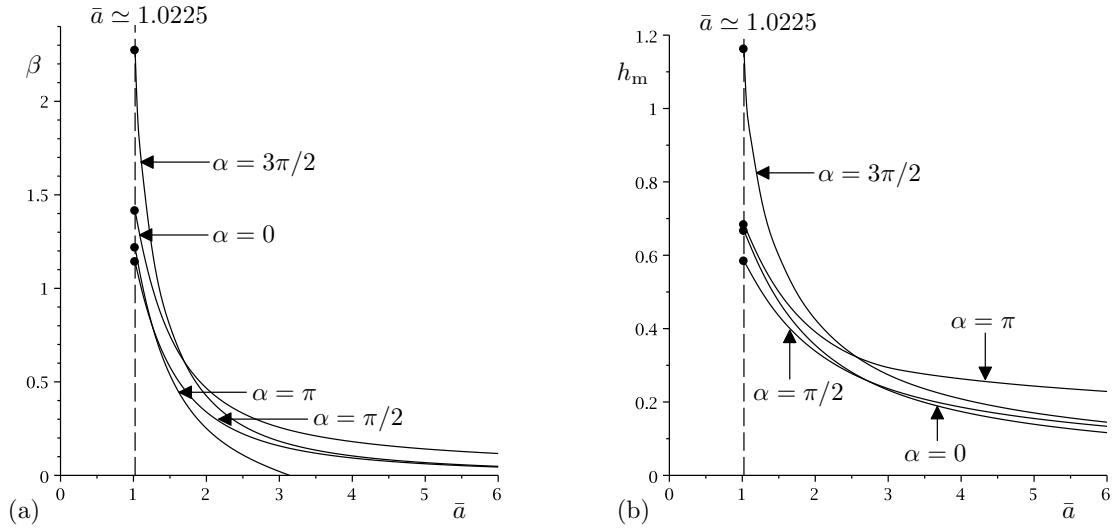 ā ≃ 1.0225
β
2
1.5
1
0.5
0
0 1 2 3 4 5 6
α = 3π/2
α = 0
α = π
α = π/2
(a)
ā
ā ≃ 1.0225
hₘ
1.2
1
0.8
0.6
0.4
0.2
0
0 1 2 3 4 5 6
α = 3π/2
α = π
α = π/2
α = 0
(b)
ā